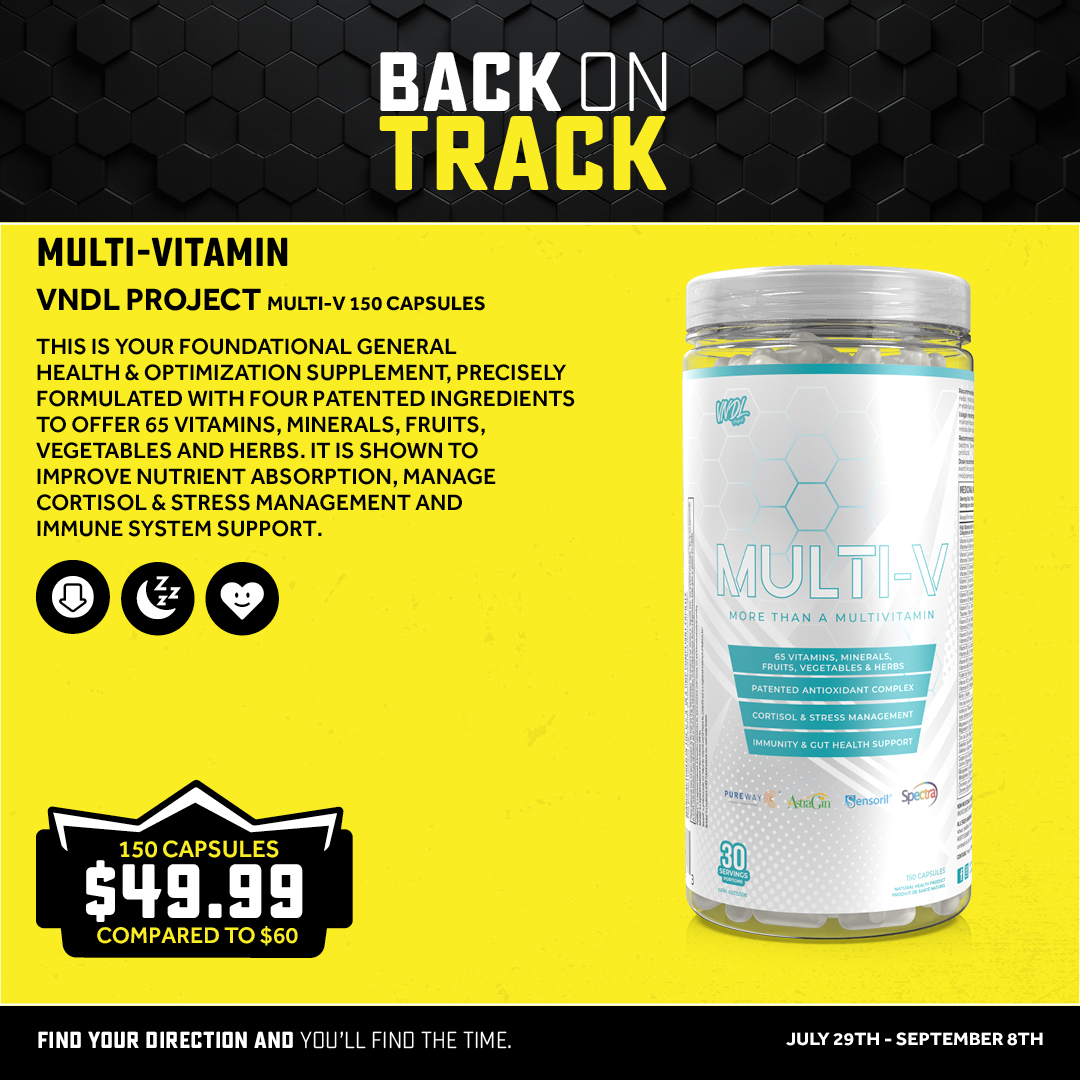 BACK ON
TRACK
MULTI-VITAMIN
VNDL PROJECT MULTI-V 150 CAPSULES
THIS IS YOUR FOUNDATIONAL GENERAL
HEALTH & OPTIMIZATION SUPPLEMENT, PRECISELY
FORMULATED WITH FOUR PATENTED INGREDIENTS
TO OFFER 65 VITAMINS, MINERALS, FRUITS,
VEGETABLES AND HERBS. IT IS SHOWN TO
IMPROVE NUTRIENT ABSORPTION, MANAGE
CORTISOL & STRESS MANAGEMENT AND
IMMUNE SYSTEM SUPPORT.
Z Z Z
150 CAPSULES
$49.99
COMPARED TO $60
VNDL
MULTI-V
MORE THAN A MULTIVITAMIN
65 VITAMINS, MINERALS,
FRUITS, VEGETABLES & HERBS
PATENTED ANTIOXIDANT COMPLEX
CORTISOL & STRESS MANAGEMENT
IMMUNITY & GUT HEALTH SUPPORT
PUREWAY AstraGin Sensoril Spectra
30
SERVINGS
PORTIONS
150 CAPSULES
NATURAL HEALTH PRODUCT
PRODUIT DE SANTÉ NATUREL
FIND YOUR DIRECTION AND YOU'LL FIND THE TIME.
JULY 29TH - SEPTEMBER 8TH